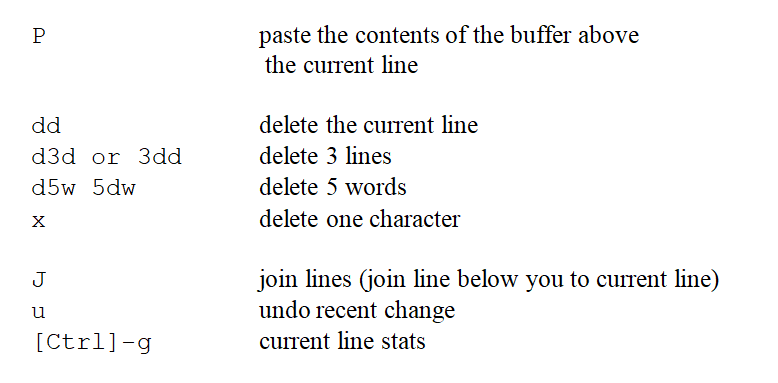 P paste the contents of the buffer above
the current line
dd delete the current line
d3d or 3dd delete 3 lines
d5w 5dw delete 5 words
x delete one character
J join lines (join line below you to current line)
u undo recent change
[Ctrl]-g current line stats